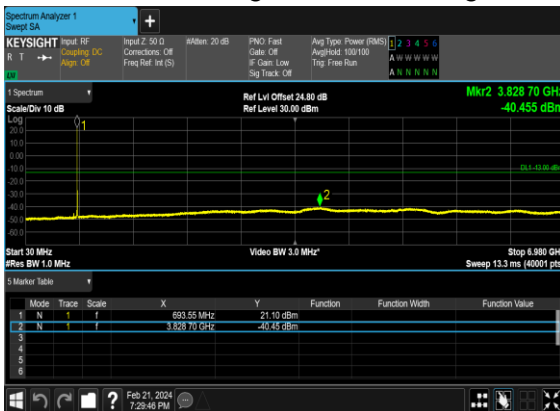 Spectrum Analyzer 1
Swept SA
KEYSIGHT
R T
Input: RF
Coupling: DC
Align: Off
Input Z: 50 Ω
Corrections: Off
Freq Ref: Int (S)
#Atten: 20 dB
PNO: Fast
Gate: Off
IF Gain: Low
Sig Track: Off
Avg Type: Power (RMS)
Avg|Hold: 100/100
Trig: Free Run
1 2 3 4 5 6
A W W W W W
A N N N N N
1 Spectrum
Scale/Div 10 dB
Ref Lvl Offset 24.80 dB
Ref Level 30.00 dBm
Mkr2 3.828 70 GHz
-40.455 dBm
Log
20.0
10.0
0.00
-10.0
-20.0
-30.0
-40.0
-50.0
-60.0
1
DL1 -13.00 dBm
2
Start 30 MHz
#Res BW 1.0 MHz
Video BW 3.0 MHz*
Stop 6.980 GHz
Sweep 13.3 ms (40001 pts)
5 Marker Table
Mode Trace Scale X Y Function Function Width Function Value
1 N 1 f 693.55 MHz 21.10 dBm
2 N 1 f 3.828 70 GHz -40.45 dBm
3
4
5
6
Feb 21, 2024
7:29:46 PM